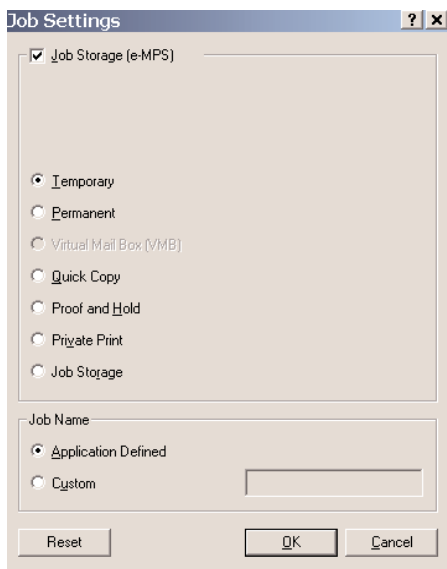 Job Settings
Job Storage (e-MPS)
Temporary
Permanent
Virtual Mail Box (VMB)
Quick Copy
Proof and Hold
Private Print
Job Storage
Job Name
Application Defined
Custom
Reset OK Cancel